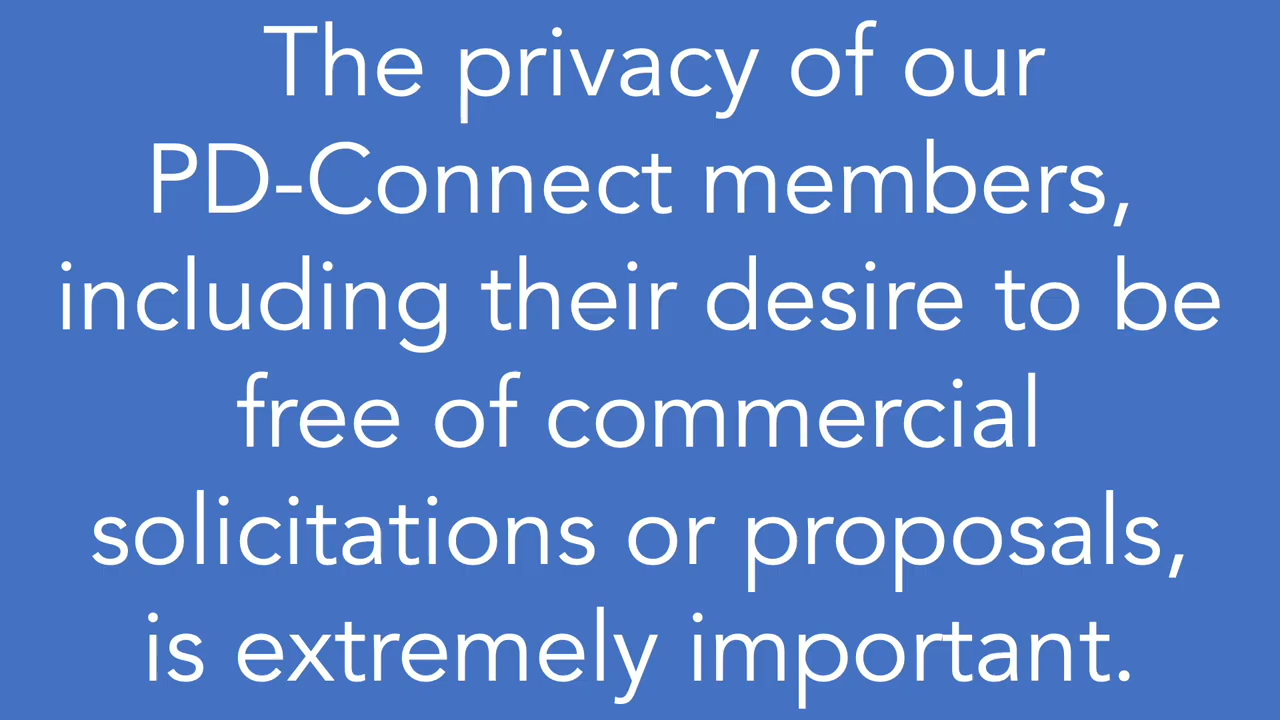 The privacy of our
PD-Connect members,
including their desire to be
free of commercial
solicitations or proposals,
is extremely important.